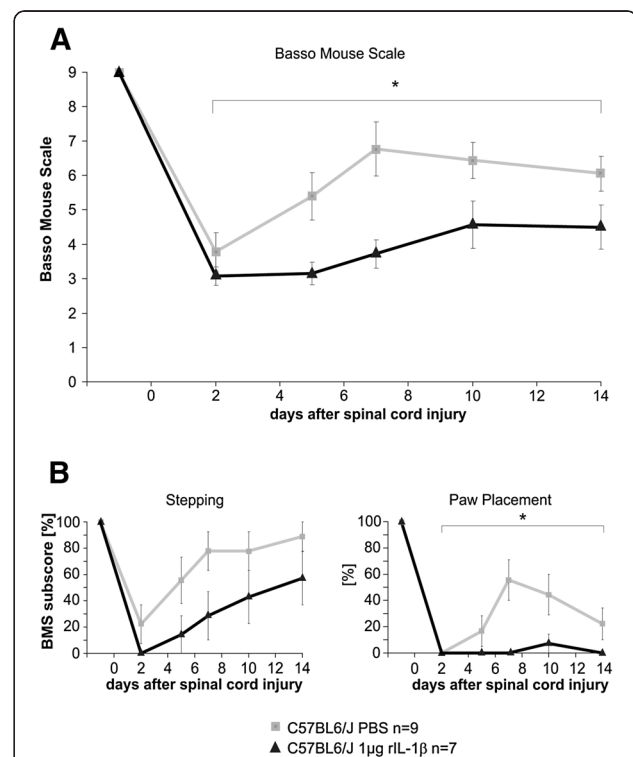 A
Basso Mouse Scale
*
Basso Mouse Scale
9
8
7
6
5
4
3
2
1
0
0 2 4 6 8 10 12 14
days after spinal cord injury
B
Stepping
BMS subscore [%]
100
80
60
40
20
0
0 2 4 6 8 10 12 14
days after spinal cord injury
Paw Placement
*
[%]
100
80
60
40
20
0
0 2 4 6 8 10 12 14
days after spinal cord injury
C57BL6/J PBS n=9
C57BL6/J 1µg rIL-1β n=7